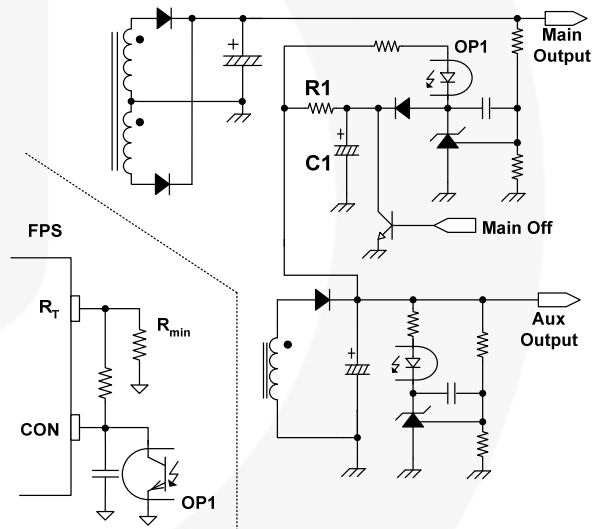 OP1
Main
Output
R1
C1
Main Off
FPS
RT
Rmin
Aux
Output
CON
OP1